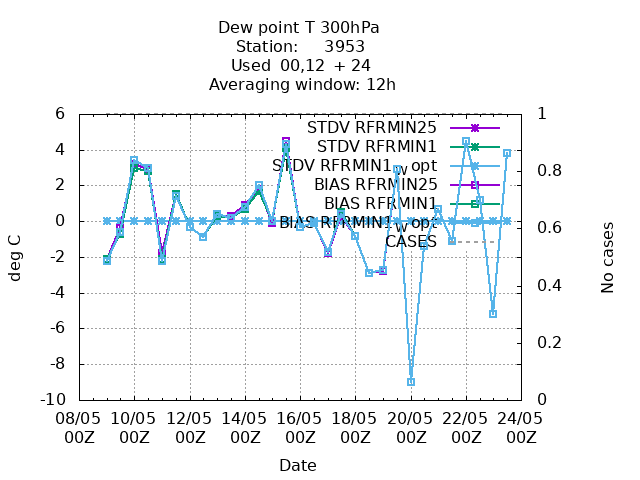 Dew point T 300hPa
Station: 3953
Used 00,12 + 24
Averaging window: 12h
6
4
2
0
-2
-4
-6
-8
-10
1
0.8
0.6
0.4
0.2
0
STDV RFRMIN25
STDV RFRMIN1
STDV RFRMIN1_wopt
BIAS RFRMIN25
BIAS RFRMIN1
BIAS RFRMIN1_wopt
CASES
deg C
No cases
08/05 10/05 12/05 14/05 16/05 18/05 20/05 22/05 24/05
00Z 00Z 00Z 00Z 00Z 00Z 00Z 00Z 00Z
Date